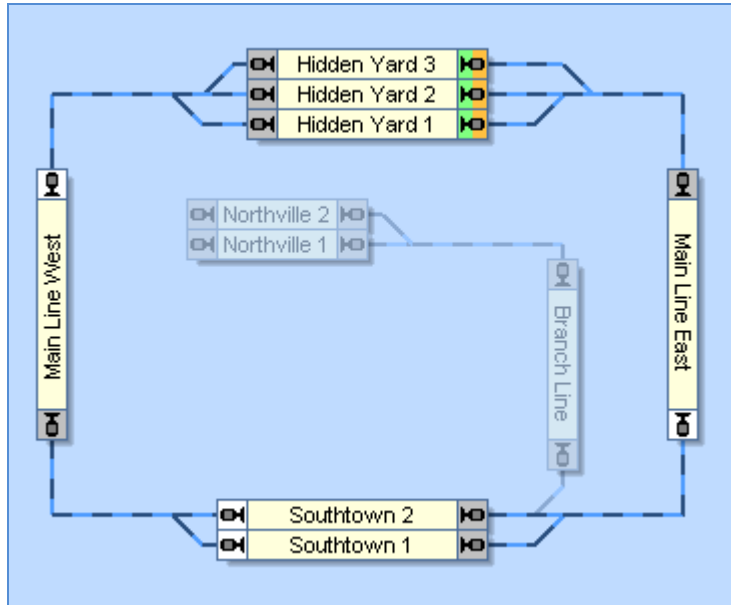 Hidden Yard 3
Hidden Yard 2
Hidden Yard 1
Northville 2
Northville 1
Main Line West
Branch Line
Main Line East
Southtown 2
Southtown 1